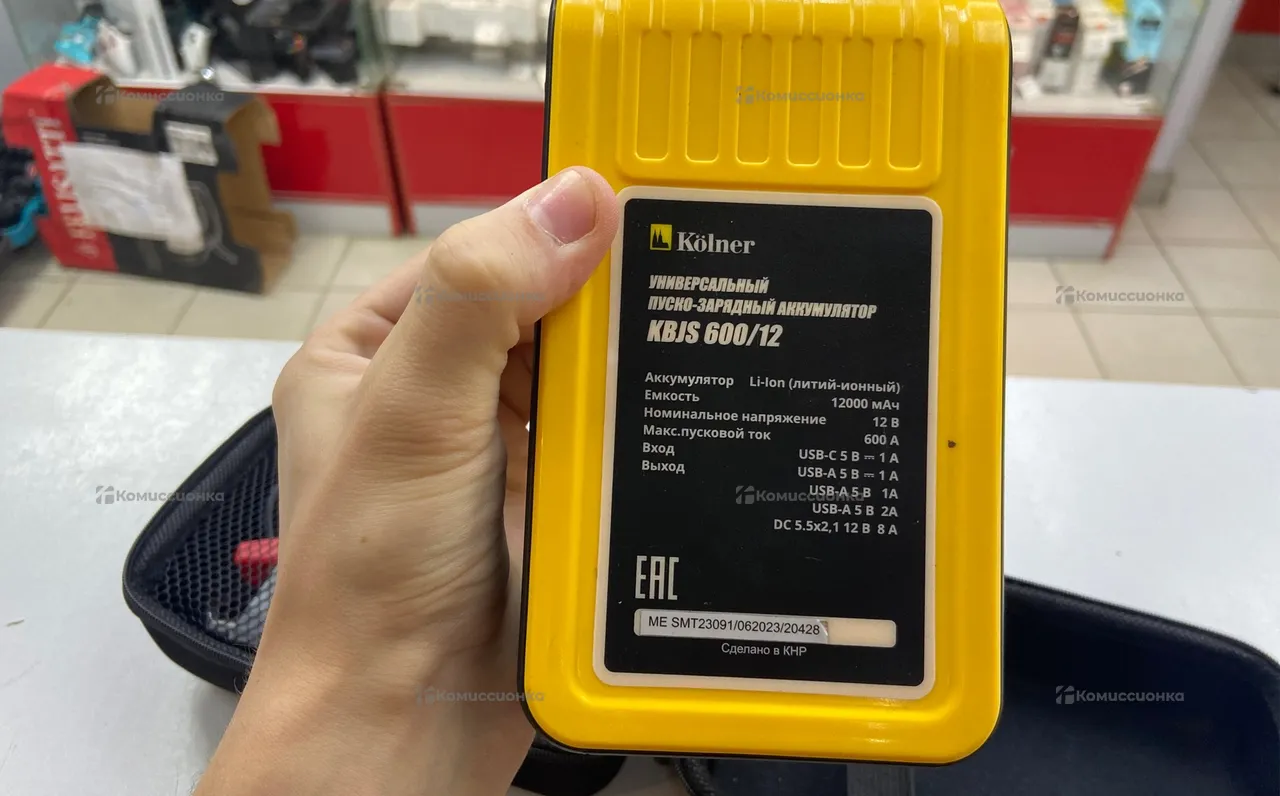 Комиссионка
Комиссионка
Kölner
УНИВЕРСАЛЬНЫЙ
ПУСКО-ЗАРЯДНЫЙ АККУМУЛЯТОР
KBJS 600/12
Комиссионка
Комиссионка
Аккумулятор Li-Ion (литий-ионный)
Емкость 12000 мАч
Номинальное напряжение 12 В
Макс.пусковой ток 600 А
Вход USB-C 5 В ⎓ 1 А
Выход USB-A 5 В ⎓ 1 А
USB-A 5 В 1А
USB-A 5 В 2А
DC 5.5x2,1 12 В 8 А
Комиссионка
Комиссионка
EAC
ME SMT23091/062023/20428
Сделано в КНР
Комиссионка
Комиссионка